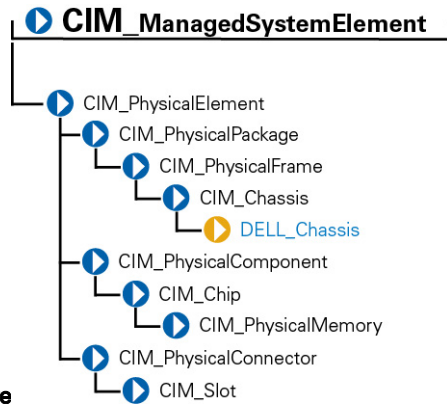 CIM_ManagedSystemElement
CIM_PhysicalElement
CIM_PhysicalPackage
CIM_PhysicalFrame
CIM_Chassis
DELL_Chassis
CIM_PhysicalComponent
CIM_Chip
CIM_PhysicalMemory
CIM_PhysicalConnector
CIM_Slot
e